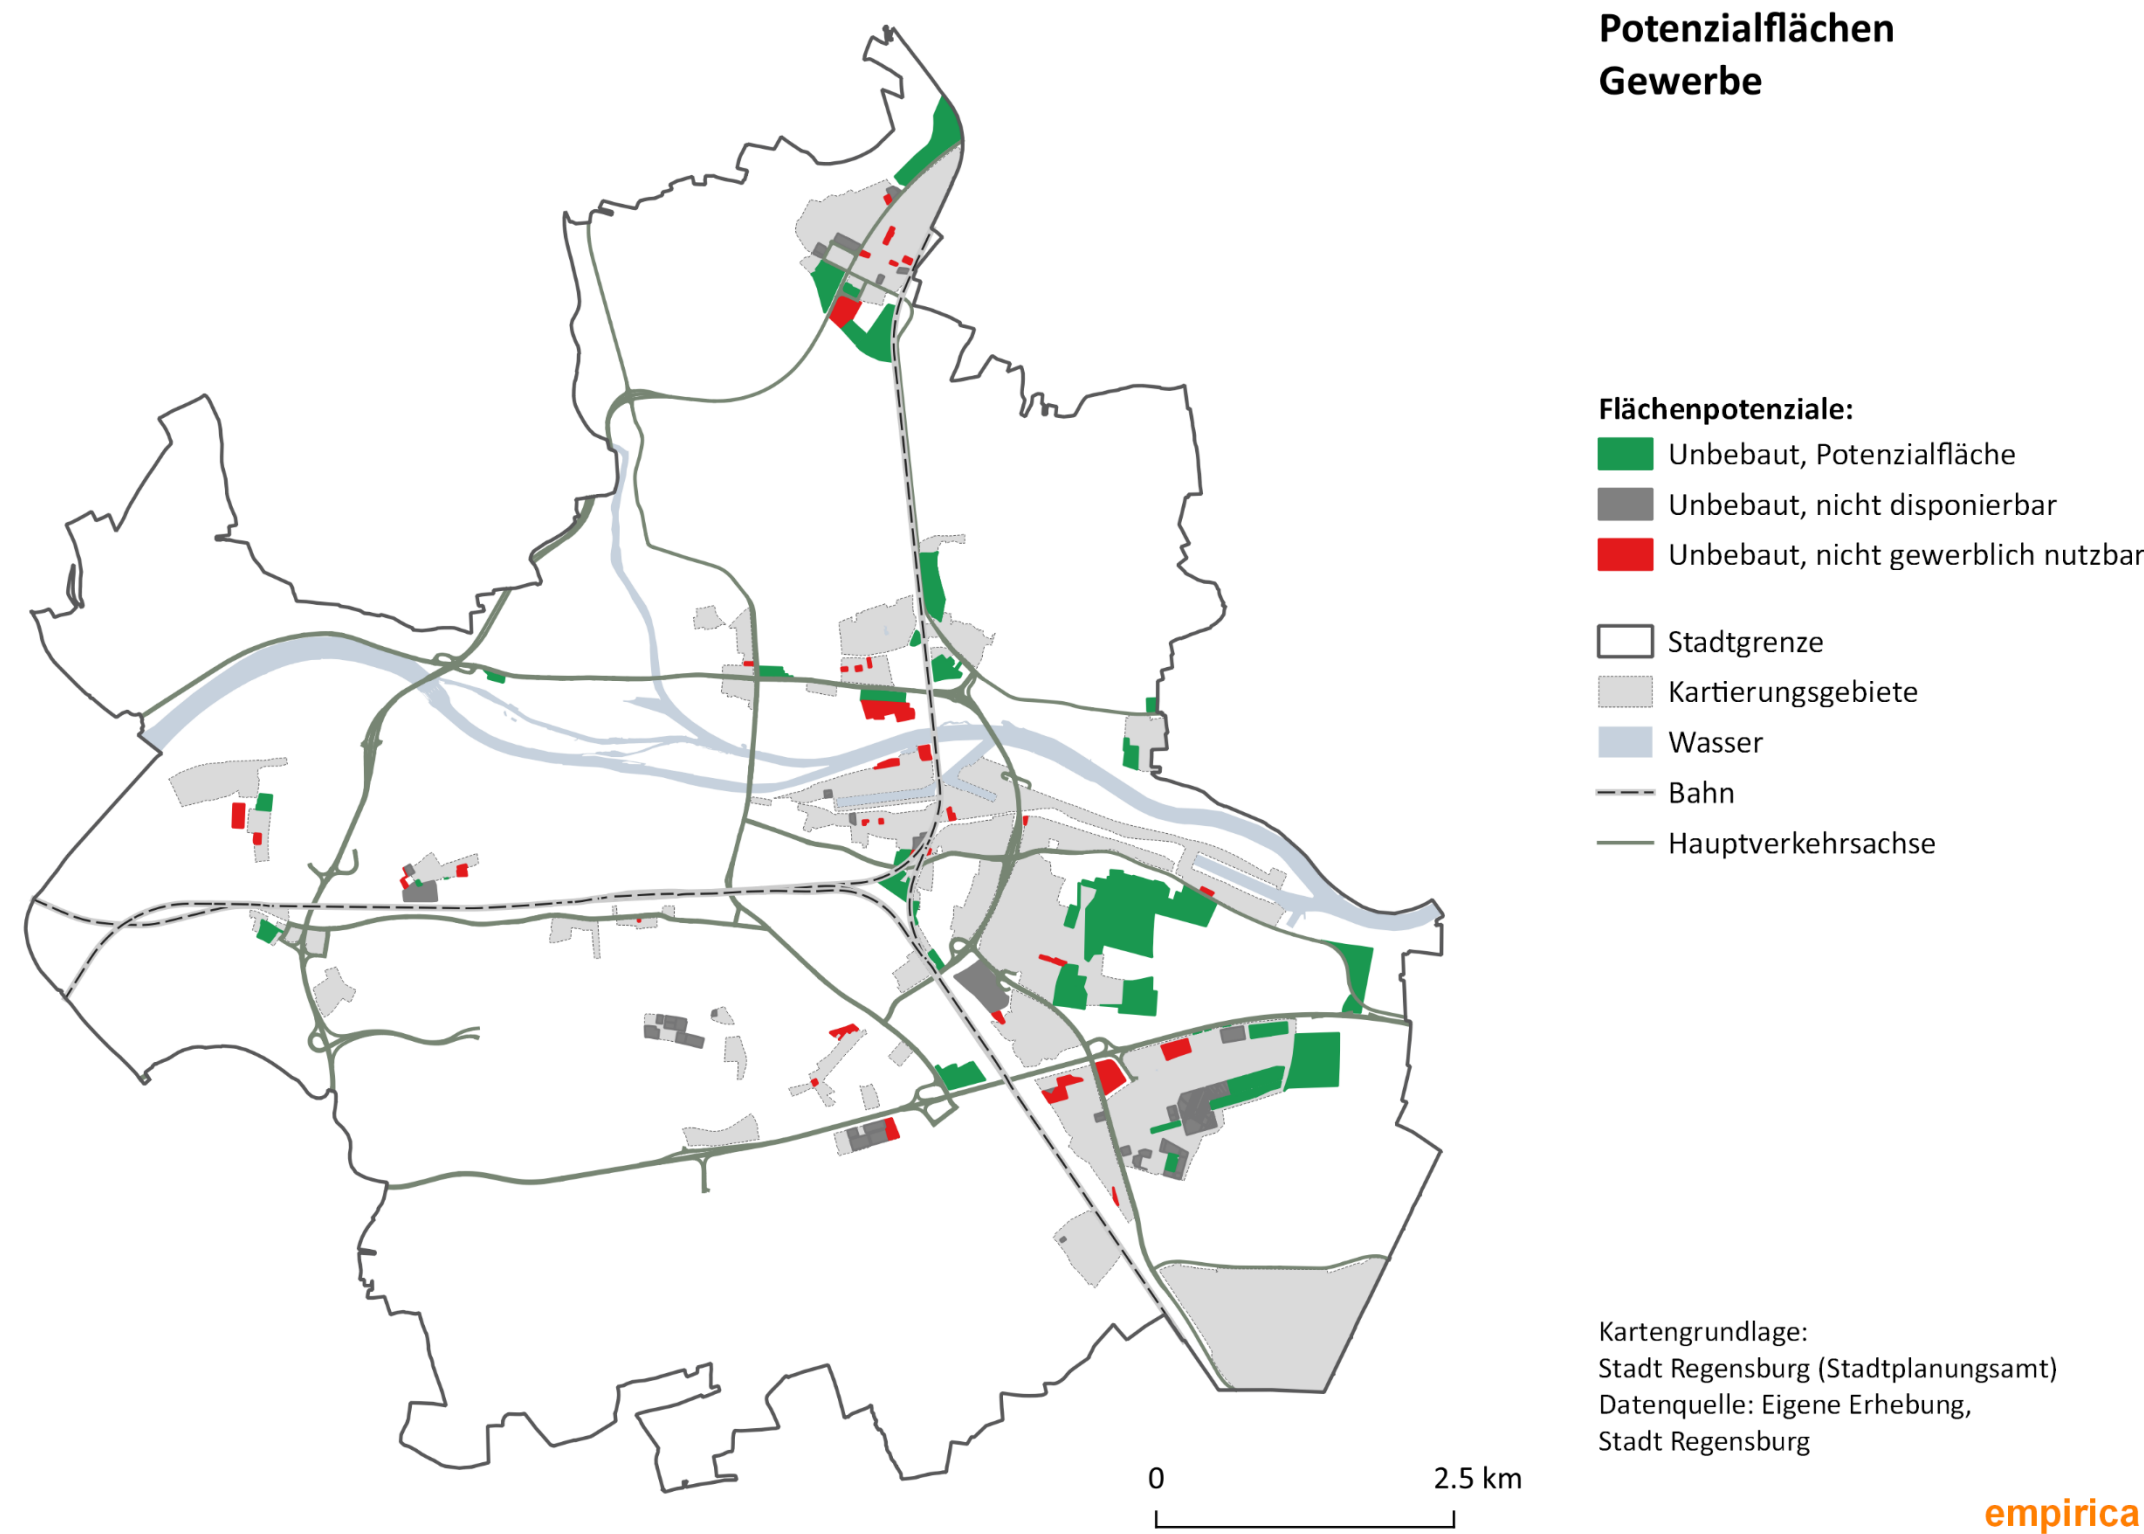 Potenzialflächen
Gewerbe
Flächenpotenziale:
Unbebaut, Potenzialfläche
Unbebaut, nicht disponierbar
Unbebaut, nicht gewerblich nutzbar
Stadtgrenze
Kartierungsgebiete
Wasser
Bahn
Hauptverkehrsachse
Kartengrundlage:
Stadt Regensburg (Stadtplanungsamt)
Datenquelle: Eigene Erhebung,
Stadt Regensburg
0 2.5 km
empirica